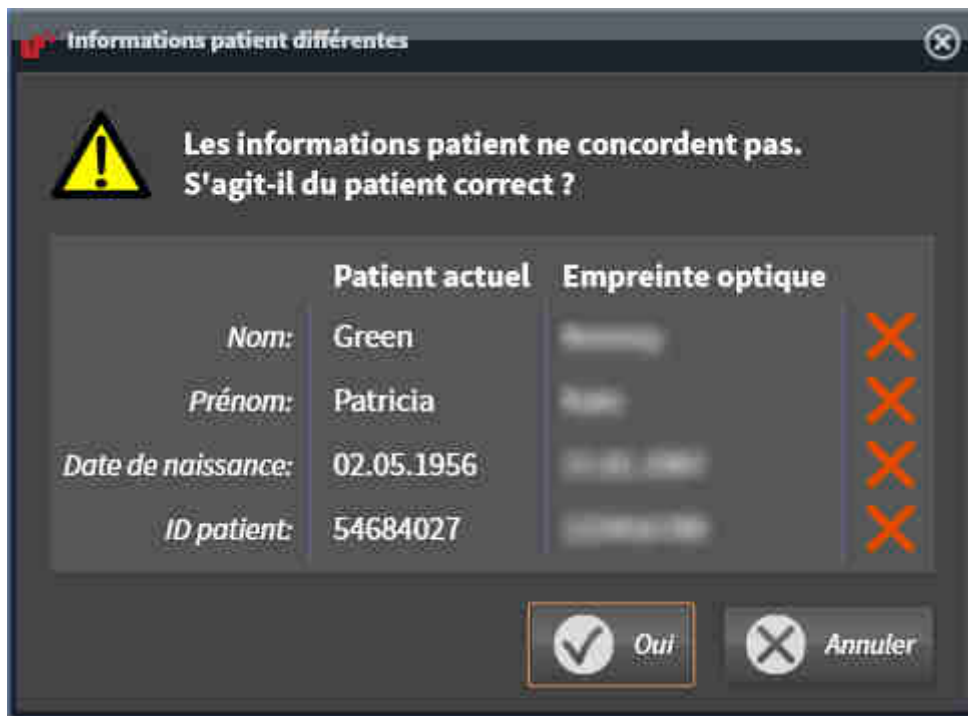 Informations patient différentes
Les informations patient ne concordent pas.
S'agit-il du patient correct ?
Patient actuel Empreinte optique
Nom: Green
Prénom: Patricia
Date de naissance: 02.05.1956
ID patient: 54684027
Oui Annuler